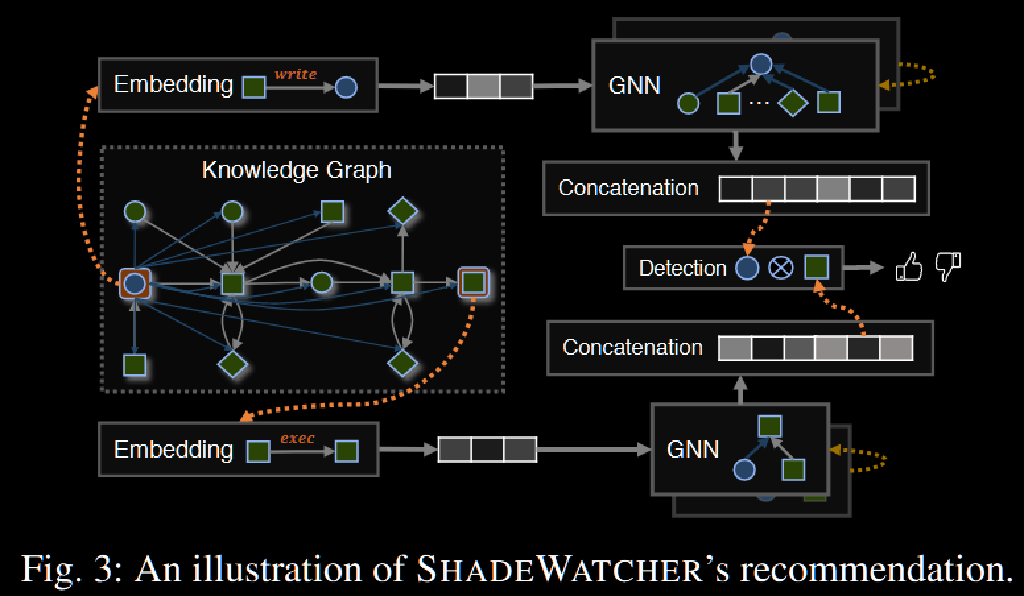 Embedding write
GNN
Knowledge Graph
Concatenation
Detection
Concatenation
Embedding exec
GNN
Fig. 3: An illustration of SHADEWATCHER's recommendation.